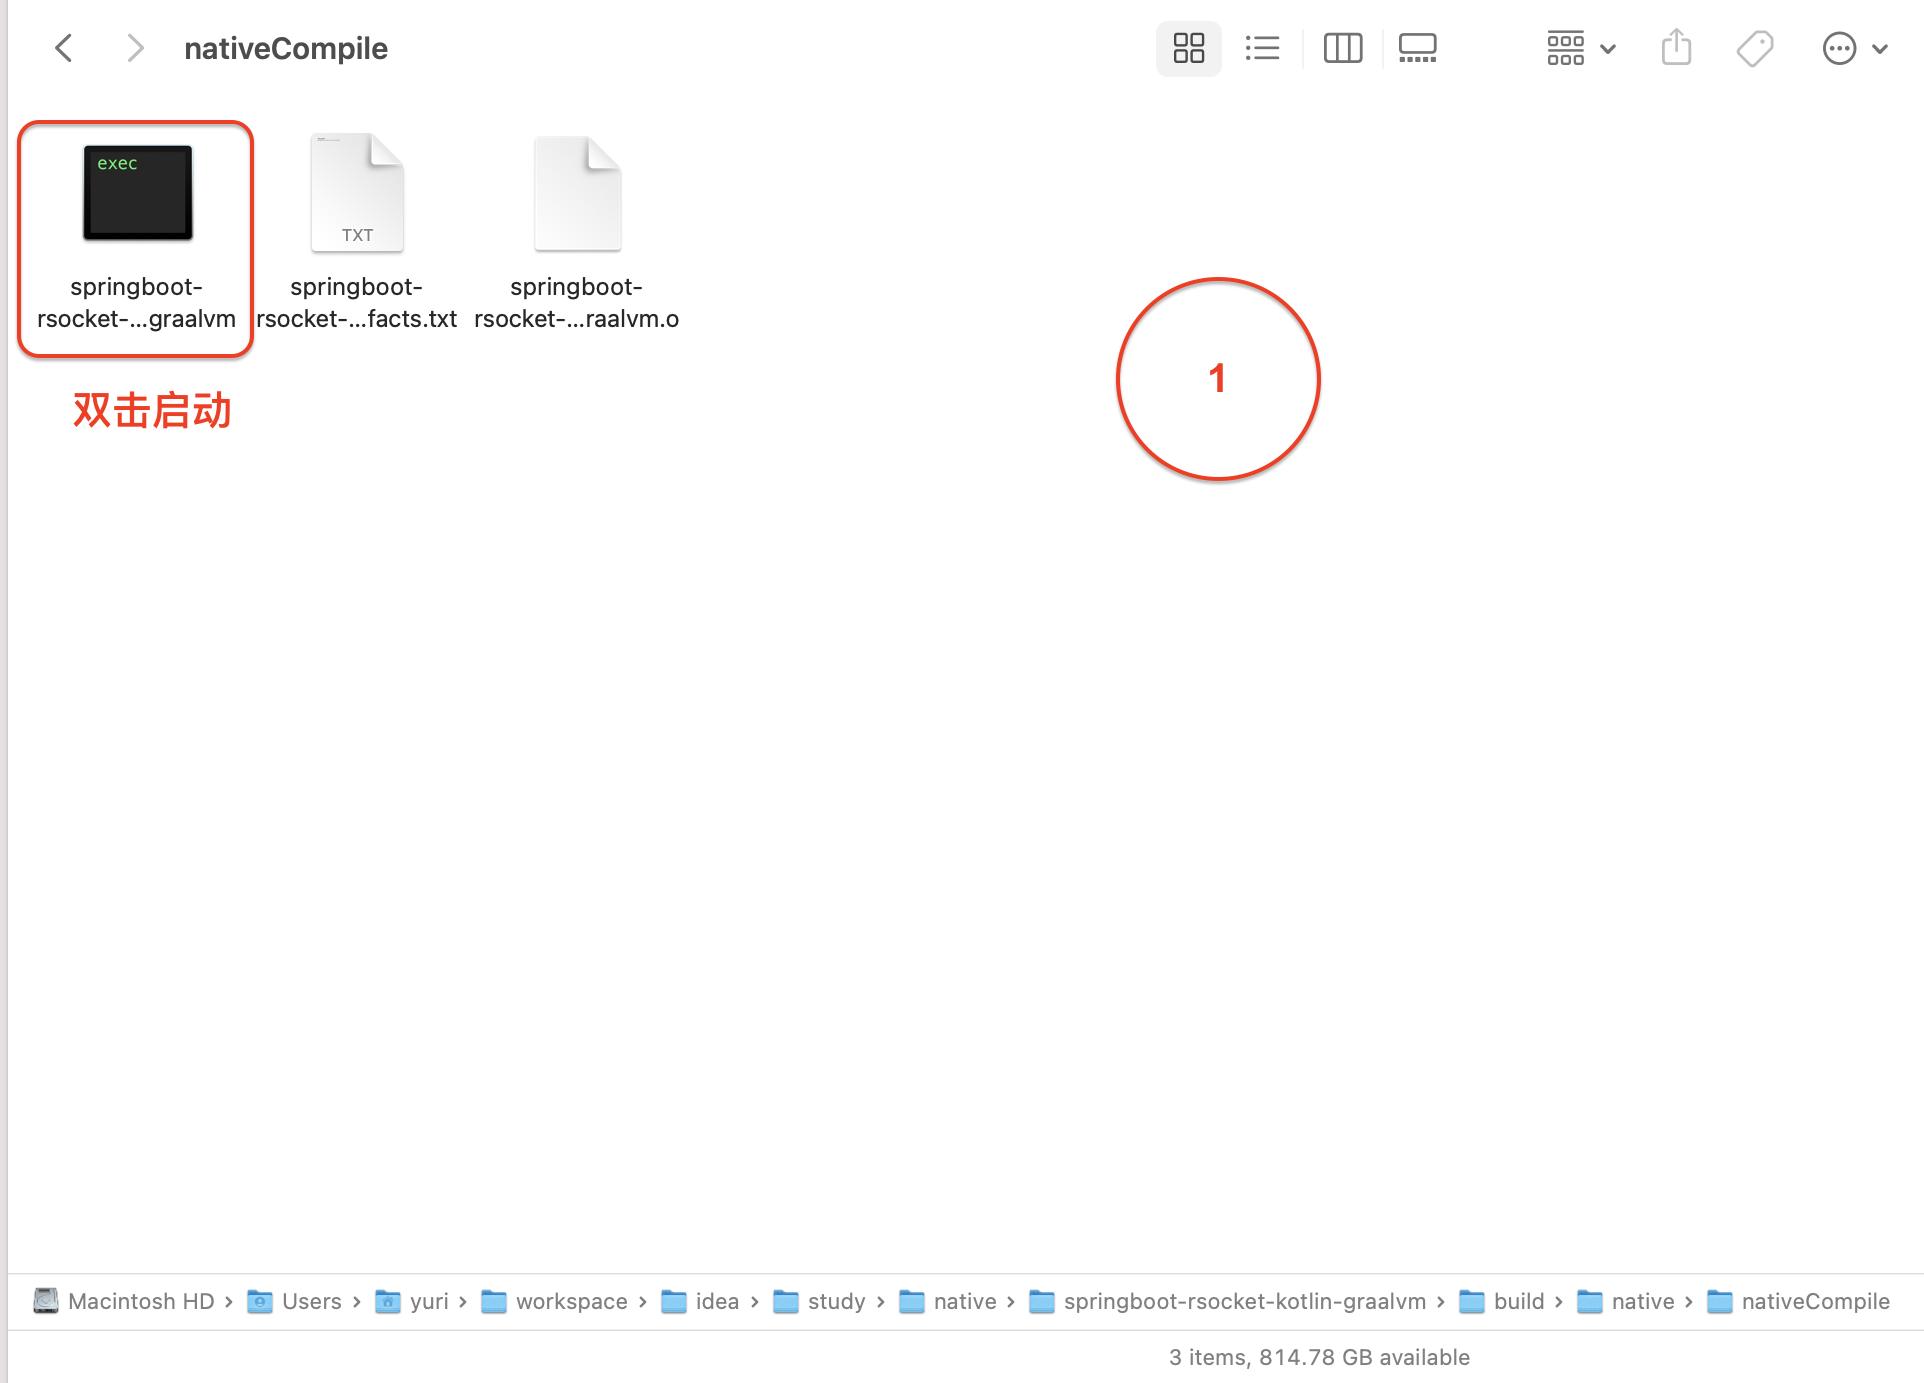 nativeCompile
exec
springboot-
rsocket-...graalvm
TXT
springboot-
rsocket-...facts.txt
springboot-
rsocket-...raalvm.o
双击启动
1
Macintosh HD › Users › yuri › workspace › idea › study › native › springboot-rsocket-kotlin-graalvm › build › native › nativeCompile
3 items, 814.78 GB available